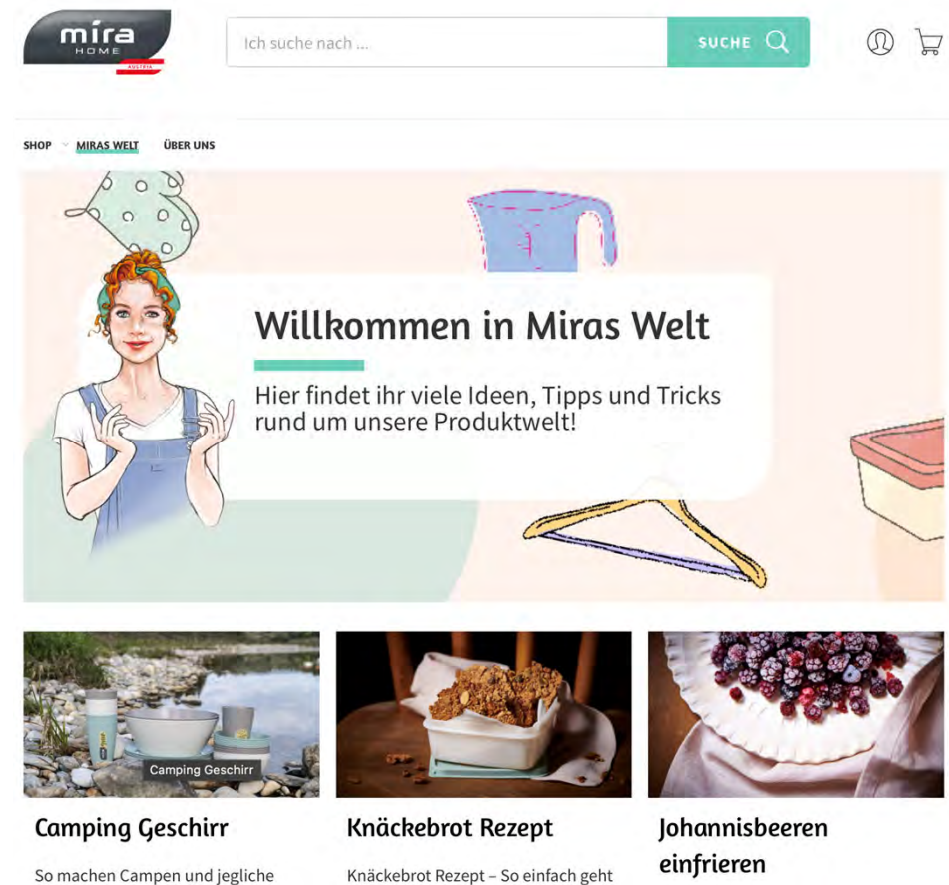 mira
HOME
AUSTRIA
Ich suche nach ...
SUCHE
SHOP MIRAS WELT ÜBER UNS
Willkommen in Miras Welt
Hier findet ihr viele Ideen, Tipps und Tricks
rund um unsere Produktwelt!
Camping Geschirr
Camping Geschirr
So machen Campen und jegliche
Knäckebrot Rezept
Knäckebrot Rezept – So einfach geht
Johannisbeeren
einfrieren